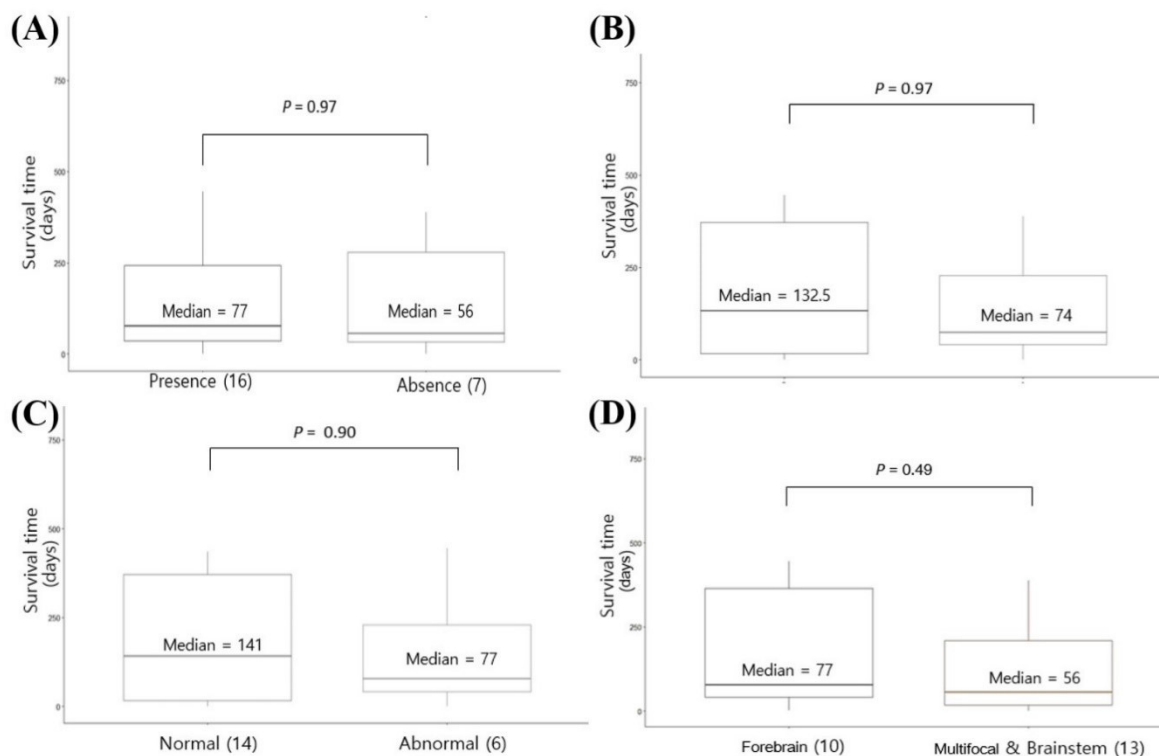 (A)
P = 0.97
Survival time
(days)
750
500
250
0
Median = 77
Median = 56
Presence (16)
Absence (7)
(B)
P = 0.97
Survival time
(days)
750
500
250
0
Median = 132.5
Median = 74
-
-
(C)
P = 0.90
Survival time
(days)
750
500
250
0
Median = 141
Median = 77
Normal (14)
Abnormal (6)
(D)
P = 0.49
Survival time
(days)
750
500
250
0
Median = 77
Median = 56
Forebrain (10)
Multifocal & Brainstem (13)